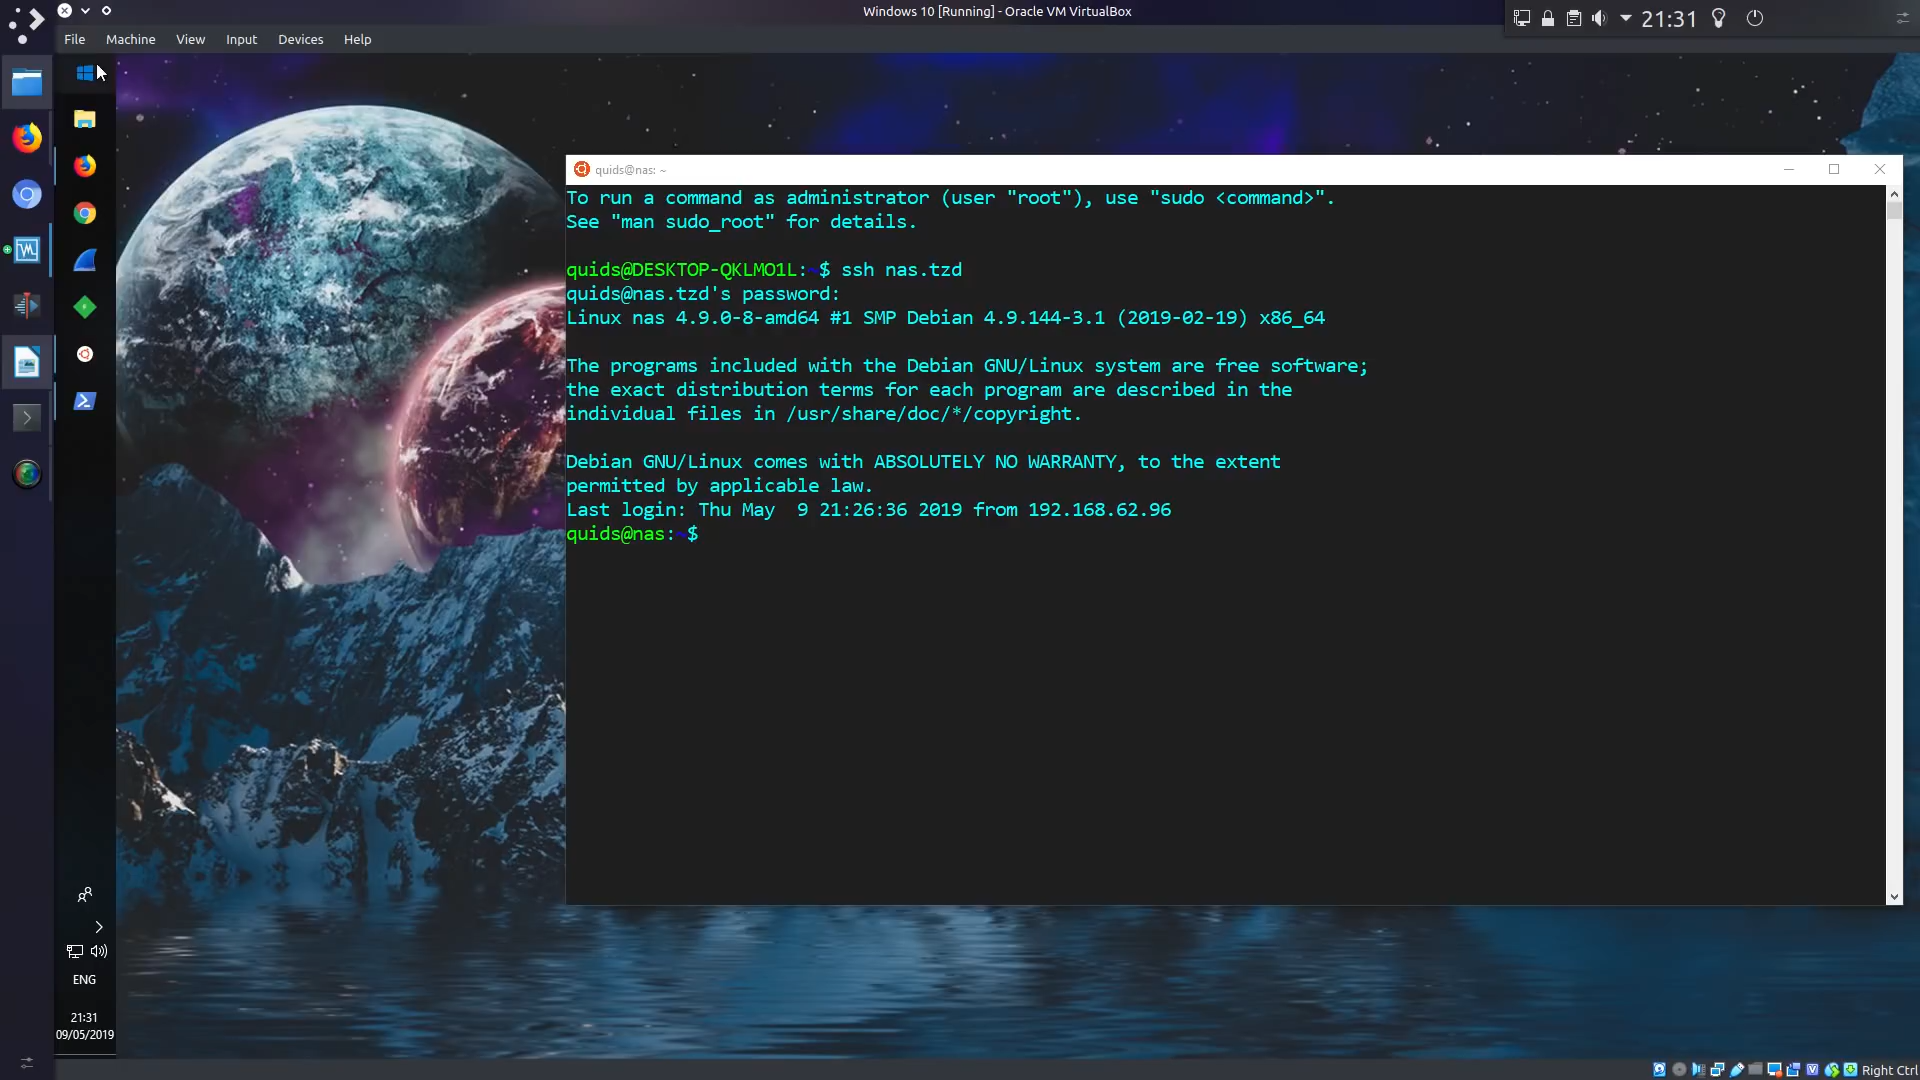 Windows 10 [Running] - Oracle VM VirtualBox
21:31
File Machine View Input Devices Help
quids@nas: ~
To run a command as administrator (user "root"), use "sudo <command>".
See "man sudo_root" for details.
quids@DESKTOP-QKLMO1L:~$ ssh nas.tzd
quids@nas.tzd's password:
Linux nas 4.9.0-8-amd64 #1 SMP Debian 4.9.144-3.1 (2019-02-19) x86_64
The programs included with the Debian GNU/Linux system are free software;
the exact distribution terms for each program are described in the
individual files in /usr/share/doc/*/copyright.
Debian GNU/Linux comes with ABSOLUTELY NO WARRANTY, to the extent
permitted by applicable law.
Last login: Thu May  9 21:26:36 2019 from 192.168.62.96
quids@nas:~$
ENG
21:31
09/05/2019
Right Ctrl